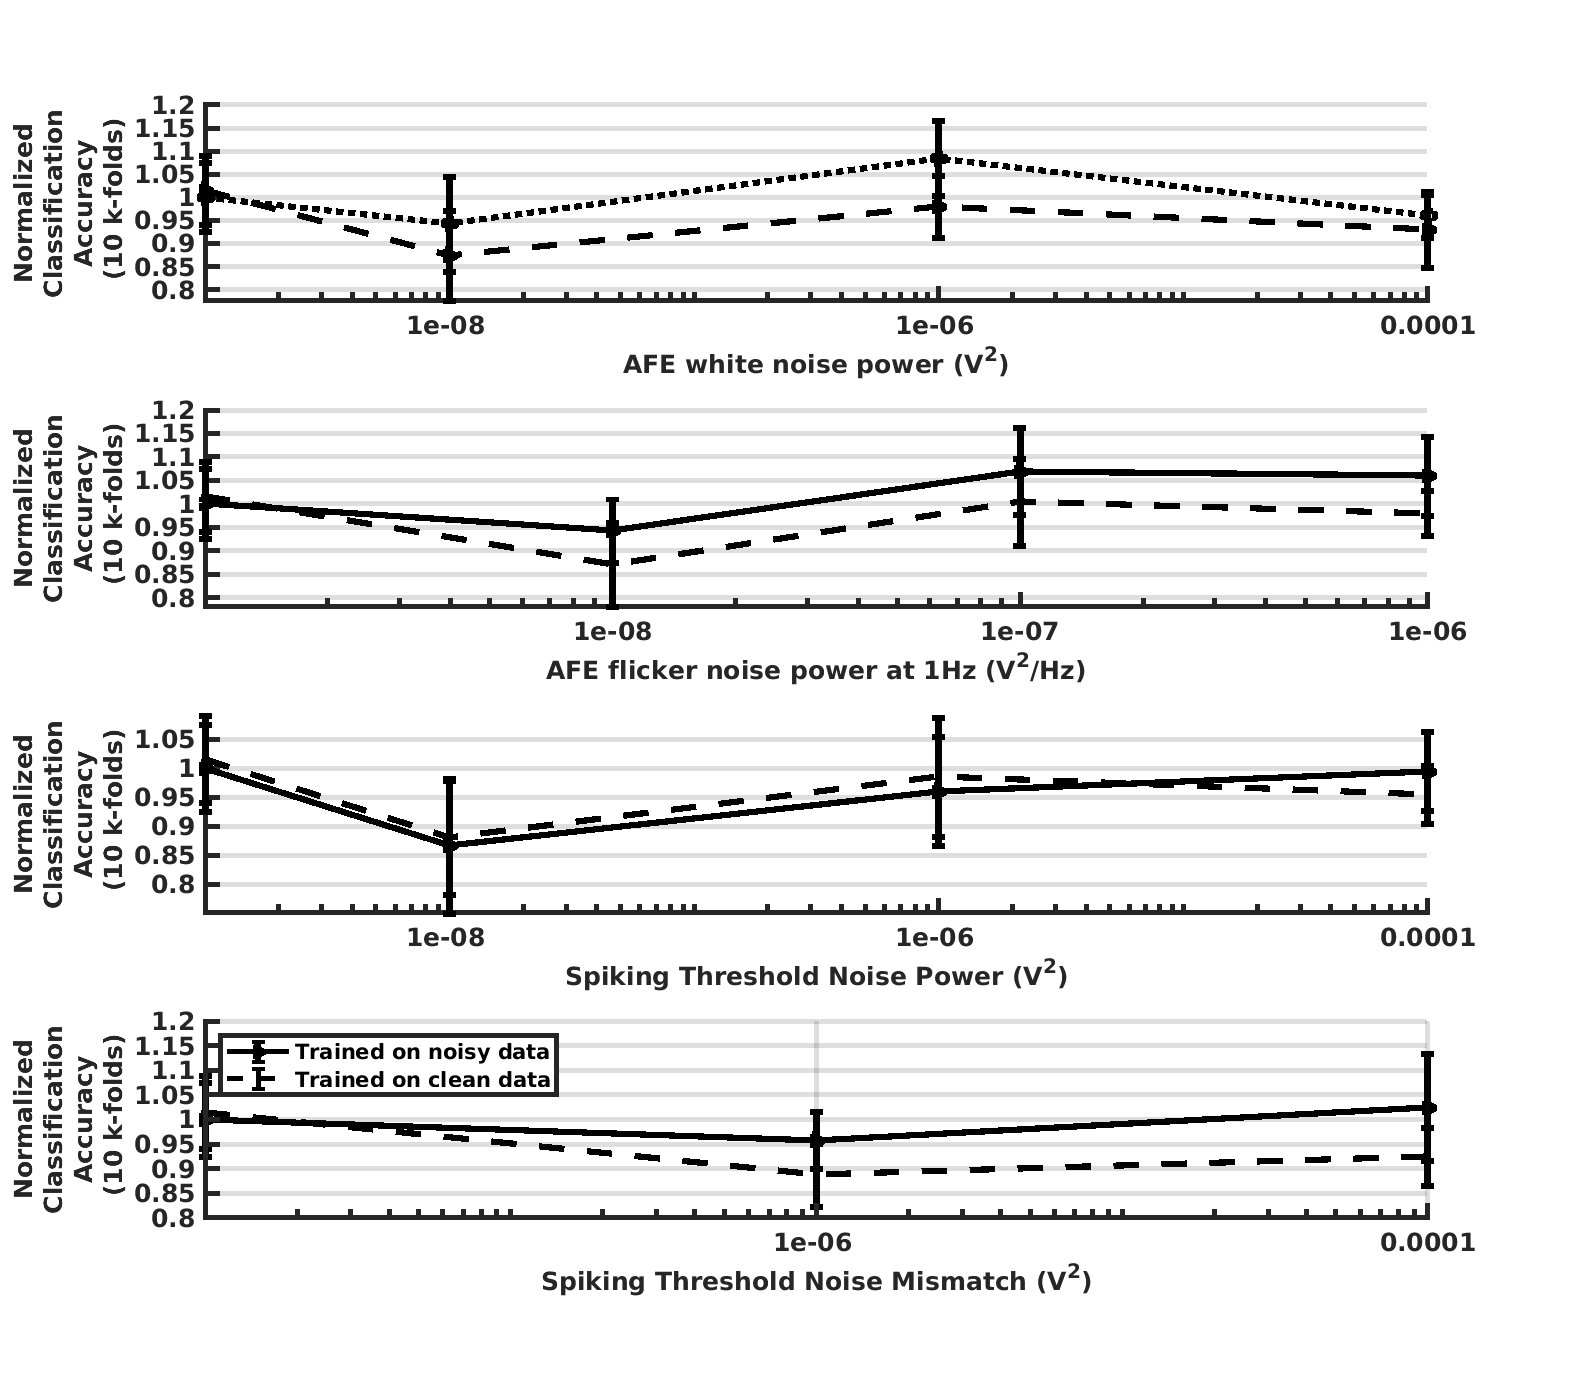 Normalized
Classification
Accuracy
(10 k-folds)
1.2
1.15
1.1
1.05
1
0.95
0.9
0.85
0.8
1e-08
1e-06
0.0001
AFE white noise power (V²)
Normalized
Classification
Accuracy
(10 k-folds)
1.2
1.15
1.1
1.05
1
0.95
0.9
0.85
0.8
1e-08
1e-07
1e-06
AFE flicker noise power at 1Hz (V²/Hz)
Normalized
Classification
Accuracy
(10 k-folds)
1.05
1
0.95
0.9
0.85
0.8
1e-08
1e-06
0.0001
Spiking Threshold Noise Power (V²)
Normalized
Classification
Accuracy
(10 k-folds)
1.2
1.15
1.1
1.05
1
0.95
0.9
0.85
0.8
Trained on noisy data
Trained on clean data
1e-06
0.0001
Spiking Threshold Noise Mismatch (V²)